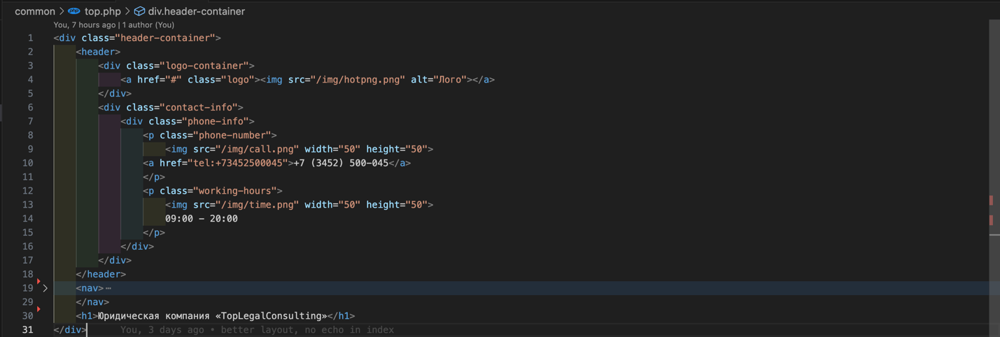 common > php top.php > div.header-container
You, 7 hours ago | 1 author (You)
1 <div class="header-container">
2 <header>
3 <div class="logo-container">
4 <a href="#" class="logo"><img src="/img/hotpng.png" alt="Лого"></a>
5 </div>
6 <div class="contact-info">
7 <div class="phone-info">
8 <p class="phone-number">
9 <img src="/img/call.png" width="50" height="50">
10 <a href="tel:+73452500045">+7 (3452) 500-045</a>
11 </p>
12 <p class="working-hours">
13 <img src="/img/time.png" width="50" height="50">
14 09:00 - 20:00
15 </p>
16 </div>
17 </div>
18 </header>
19 <nav>⋯
29 </nav>
30 <h1>Юридическая компания «TopLegalConsulting»</h1>
31 </div> You, 3 days ago • better layout, no echo in index